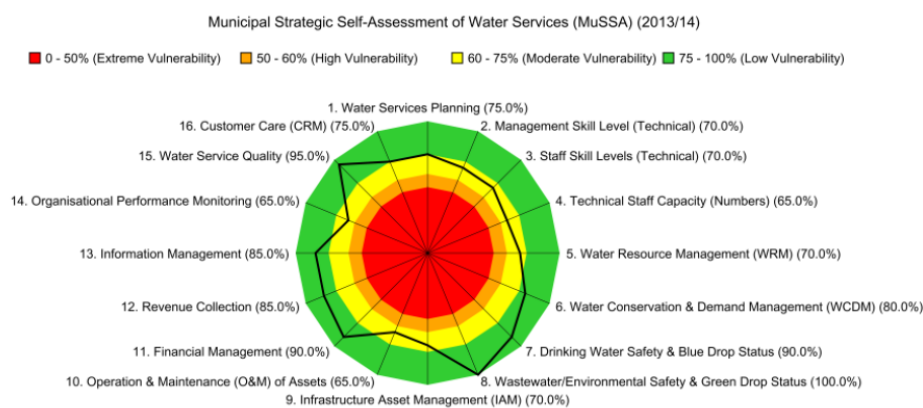 Municipal Strategic Self-Assessment of Water Services (MuSSA) (2013/14)
0 - 50% (Extreme Vulnerability)
50 - 60% (High Vulnerability)
60 - 75% (Moderate Vulnerability)
75 - 100% (Low Vulnerability)
1. Water Services Planning (75.0%)
2. Management Skill Level (Technical) (70.0%)
3. Staff Skill Levels (Technical) (70.0%)
4. Technical Staff Capacity (Numbers) (65.0%)
5. Water Resource Management (WRM) (70.0%)
6. Water Conservation & Demand Management (WCDM) (80.0%)
7. Drinking Water Safety & Blue Drop Status (90.0%)
8. Wastewater/Environmental Safety & Green Drop Status (100.0%)
9. Infrastructure Asset Management (IAM) (70.0%)
10. Operation & Maintenance (O&M) of Assets (65.0%)
11. Financial Management (90.0%)
12. Revenue Collection (85.0%)
13. Information Management (85.0%)
14. Organisational Performance Monitoring (65.0%)
15. Water Service Quality (95.0%)
16. Customer Care (CRM) (75.0%)